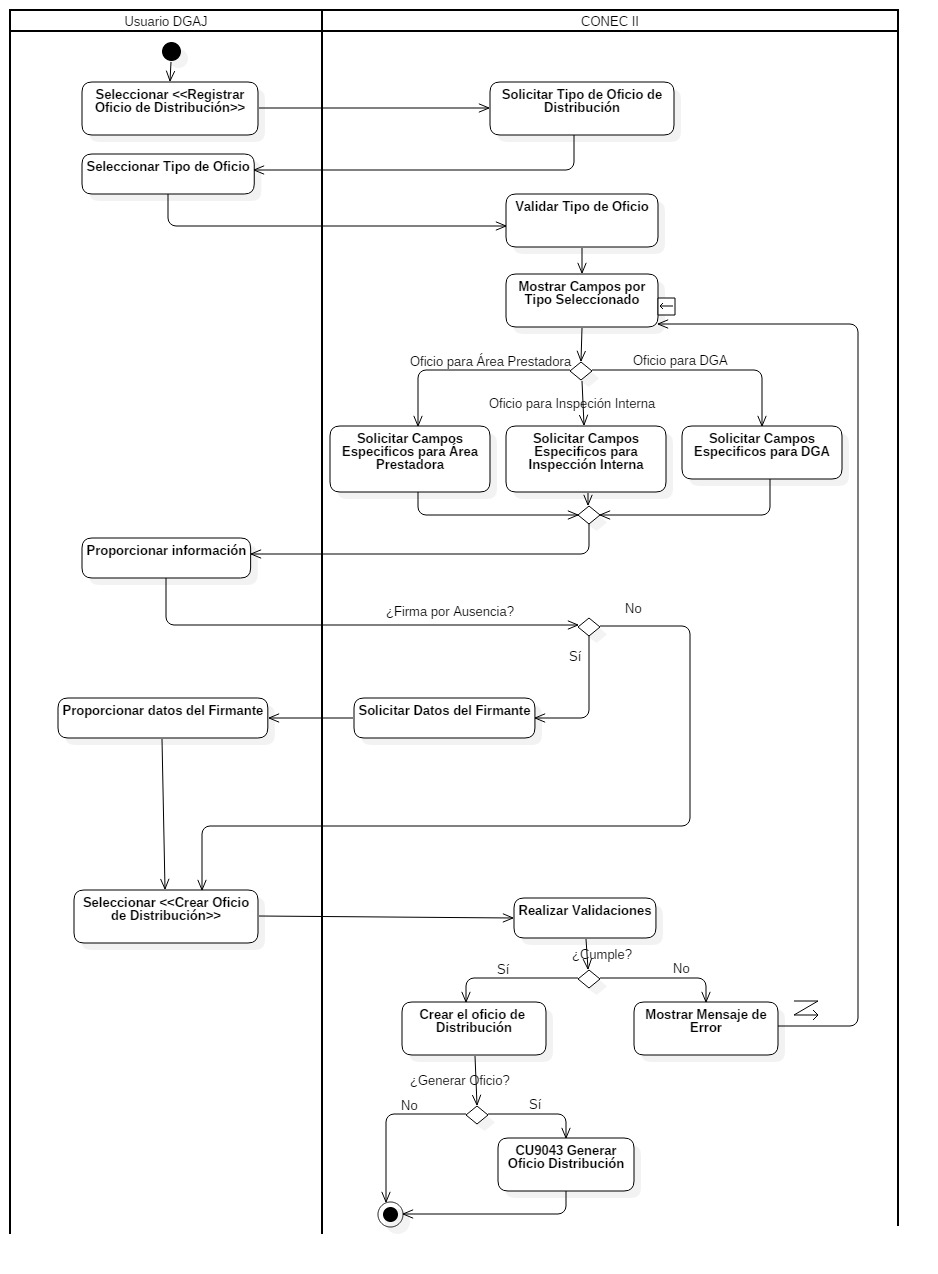 Usuario DGAJ
CONEC II
Seleccionar <<Registrar
Oficio de Distribución>>
Solicitar Tipo de Oficio de
Distribución
Seleccionar Tipo de Oficio
Validar Tipo de Oficio
Mostrar Campos por
Tipo Seleccionado
Oficio para Área Prestadora
Oficio para DGA
Oficio para Inspeción Interna
Solicitar Campos
Especificos para Área
Prestadora
Solicitar Campos
Especificos para
Inspección Interna
Solicitar Campos
Especificos para DGA
Proporcionar información
¿Firma por Ausencia?
No
Sí
Proporcionar datos del Firmante
Solicitar Datos del Firmante
Seleccionar <<Crear Oficio
de Distribución>>
Realizar Validaciones
¿Cumple?
Sí
No
Crear el oficio de
Distribución
Mostrar Mensaje de
Error
¿Generar Oficio?
No
Sí
CU9043 Generar
Oficio Distribución